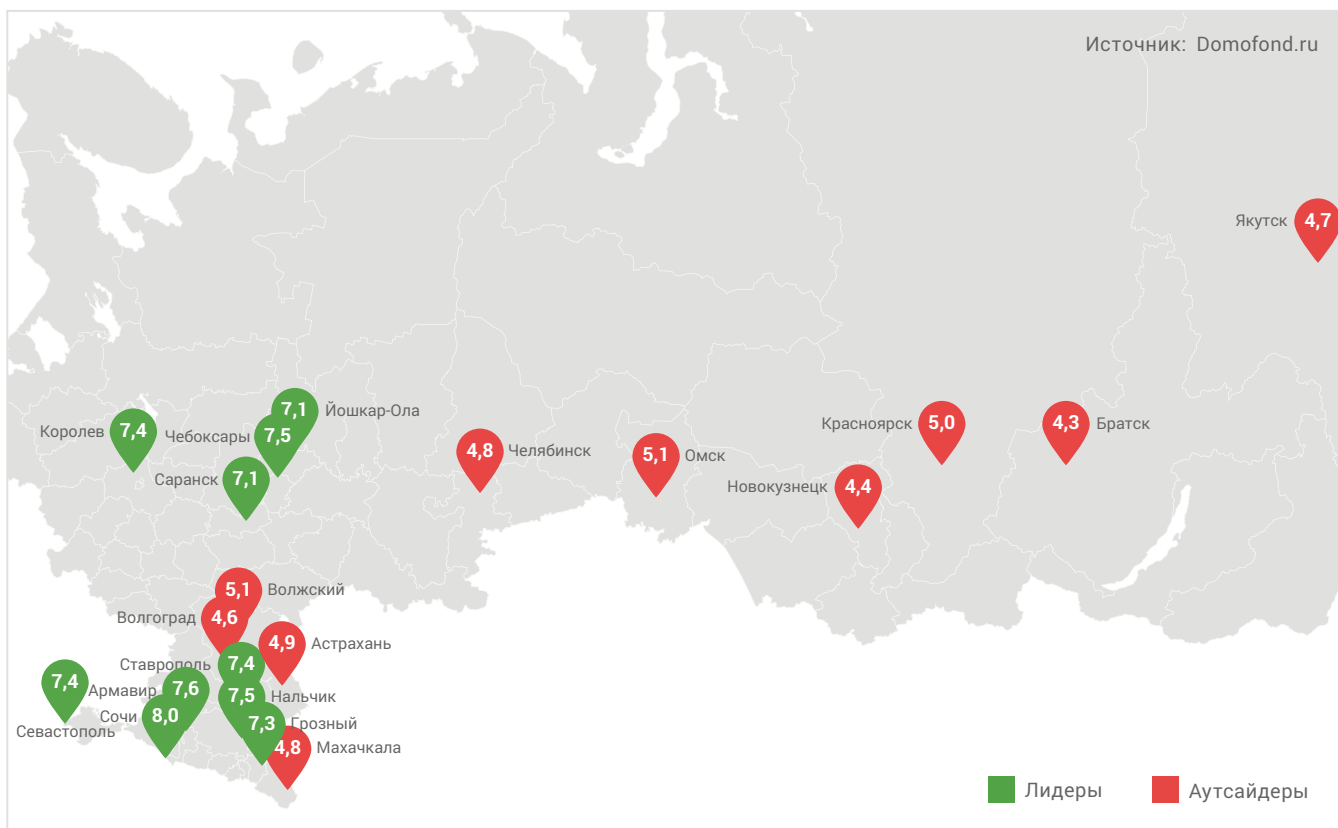 Источник: Domofond.ru
Якутск 4,7
7,1 Йошкар-Ола
Королев 7,4
Чебоксары 7,5
Красноярск 5,0
4,3 Братск
4,8 Челябинск
5,1 Омск
Саранск 7,1
Новокузнецк 4,4
5,1 Волжский
Волгоград 4,6
4,9 Астрахань
Ставрополь 7,4
7,4
Севастополь
Армавир 7,6
7,5 Нальчик
Сочи 8,0
7,3 Грозный
4,8 Махачкала
Лидеры
Аутсайдеры